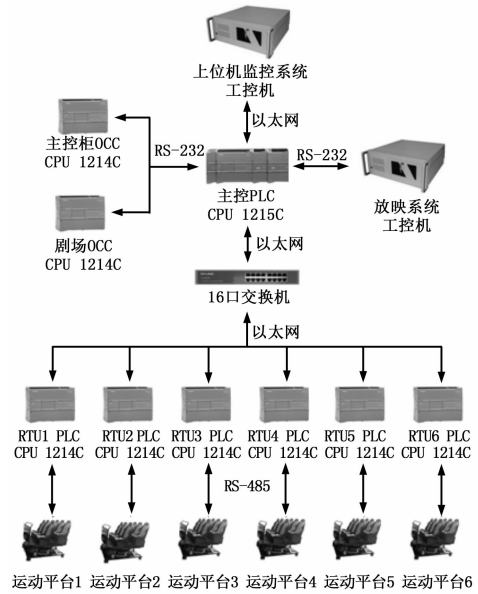 上位机监控系统
工控机
以太网
主控柜OCC
CPU 1214C
RS-232
RS-232
主控PLC
CPU 1215C
放映系统
工控机
剧场OCC
CPU 1214C
以太网
16口交换机
以太网
RTU1 PLC
CPU 1214C
RTU2 PLC
CPU 1214C
RTU3 PLC
CPU 1214C
RTU4 PLC
CPU 1214C
RTU5 PLC
CPU 1214C
RTU6 PLC
CPU 1214C
RS-485
运动平台1
运动平台2
运动平台3
运动平台4
运动平台5
运动平台6